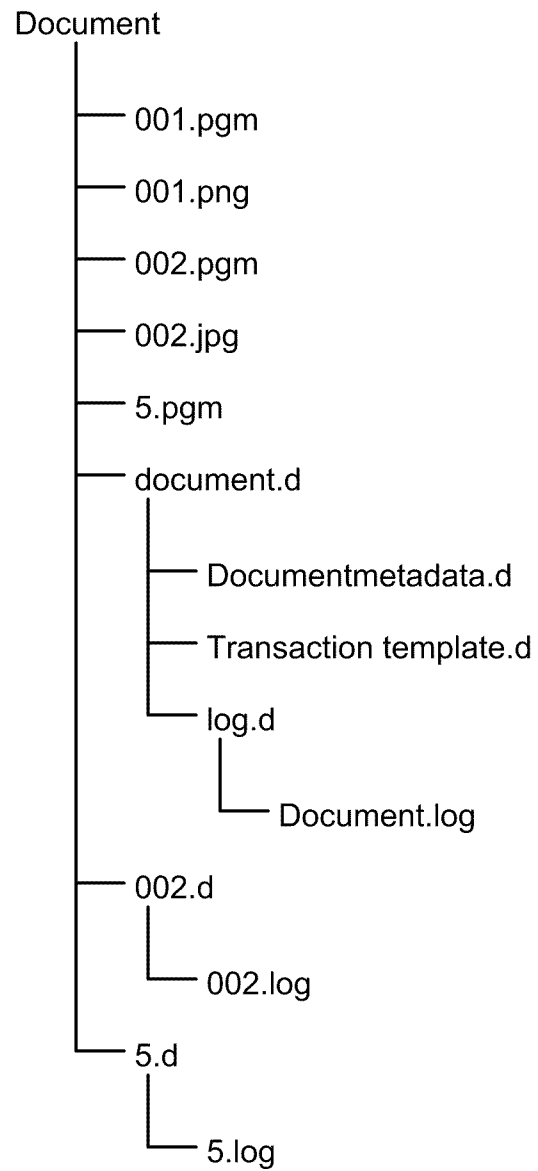 Document
001.pgm
001.png
002.pgm
002.jpg
5.pgm
document.d
Documentmetadata.d
Transaction template.d
log.d
Document.log
002.d
002.log
5.d
5.log